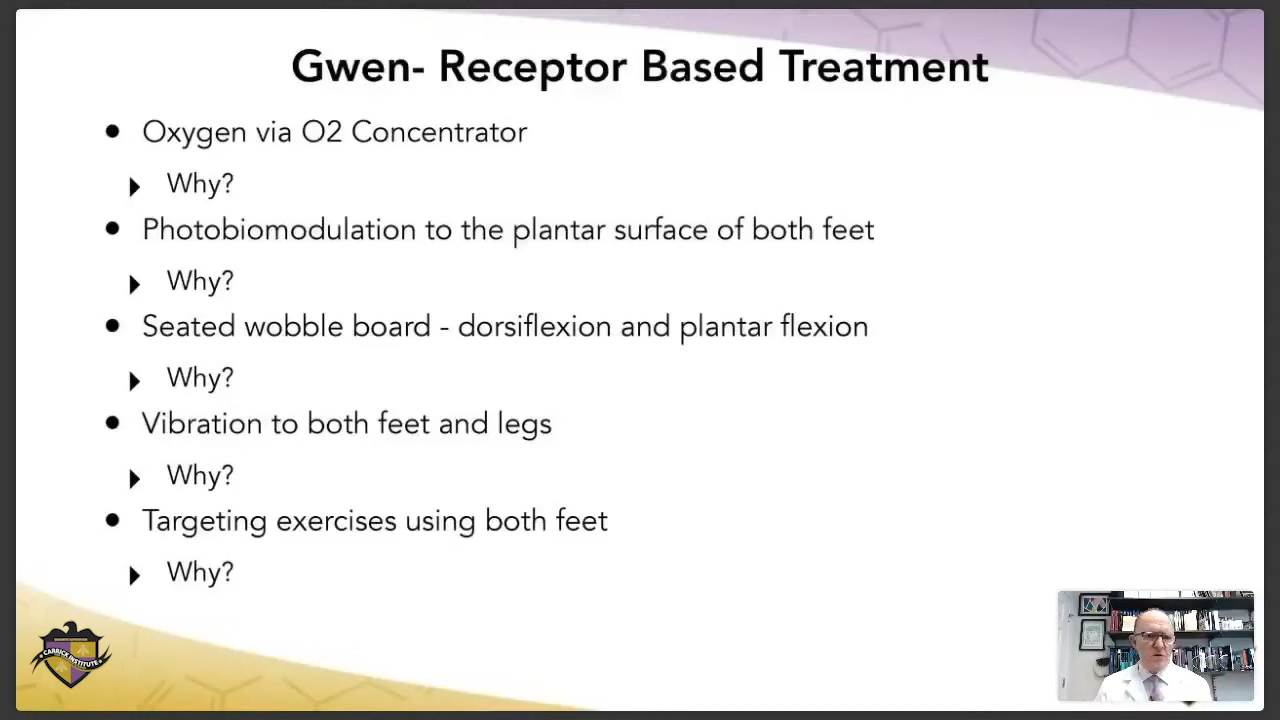 Gwen- Receptor Based Treatment
Oxygen via O2 Concentrator
Why?
Photobiomodulation to the plantar surface of both feet
Why?
Seated wobble board - dorsiflexion and plantar flexion
Why?
Vibration to both feet and legs
Why?
Targeting exercises using both feet
Why?
CARRICK INSTITUTE